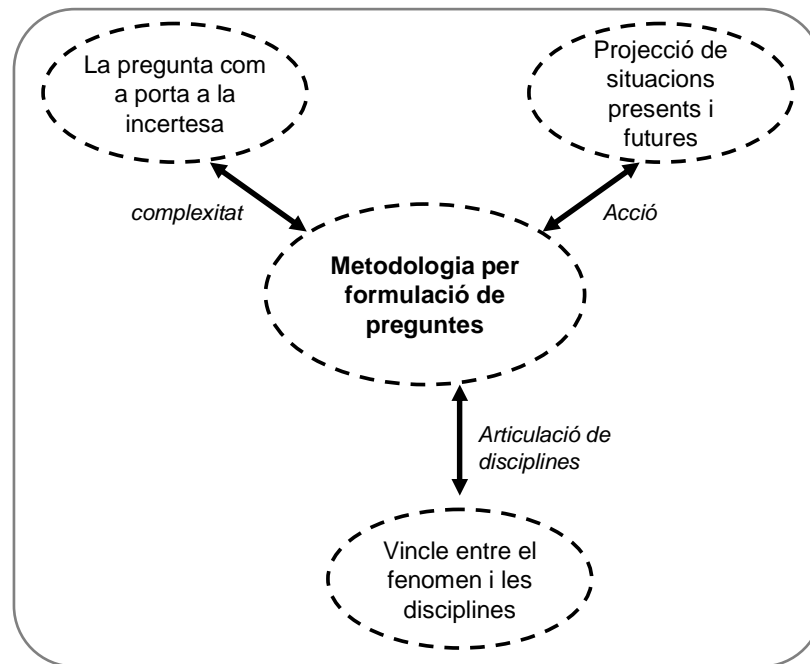 La pregunta com
a porta a la
incertesa
Projecció de
situacions
presents i
futures
complexitat
Acció
Metodologia per
formulació de
preguntes
Articulació de
disciplines
Vincle entre el
fenomen i les
disciplines